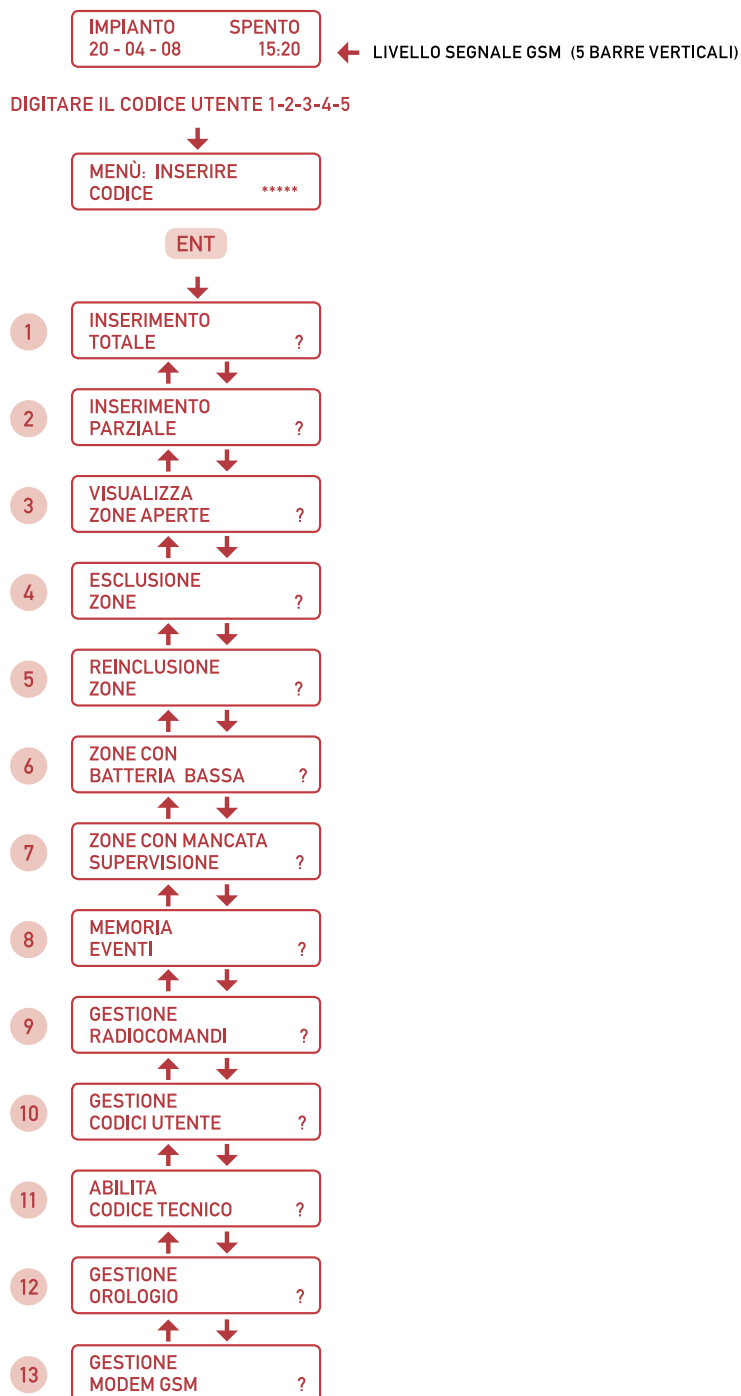 IMPIANTO SPENTO
20 - 04 - 08 15:20
LIVELLO SEGNALE GSM (5 BARRE VERTICALI)
DIGITARE IL CODICE UTENTE 1-2-3-4-5
MENÙ: INSERIRE
CODICE *****
ENT
1
INSERIMENTO
TOTALE ?
2
INSERIMENTO
PARZIALE ?
3
VISUALIZZA
ZONE APERTE ?
4
ESCLUSIONE
ZONE ?
5
REINCLUSIONE
ZONE ?
6
ZONE CON
BATTERIA BASSA ?
7
ZONE CON MANCATA
SUPERVISIONE ?
8
MEMORIA
EVENTI ?
9
GESTIONE
RADIOCOMANDI ?
10
GESTIONE
CODICI UTENTE ?
11
ABILITA
CODICE TECNICO ?
12
GESTIONE
OROLOGIO ?
13
GESTIONE
MODEM GSM ?